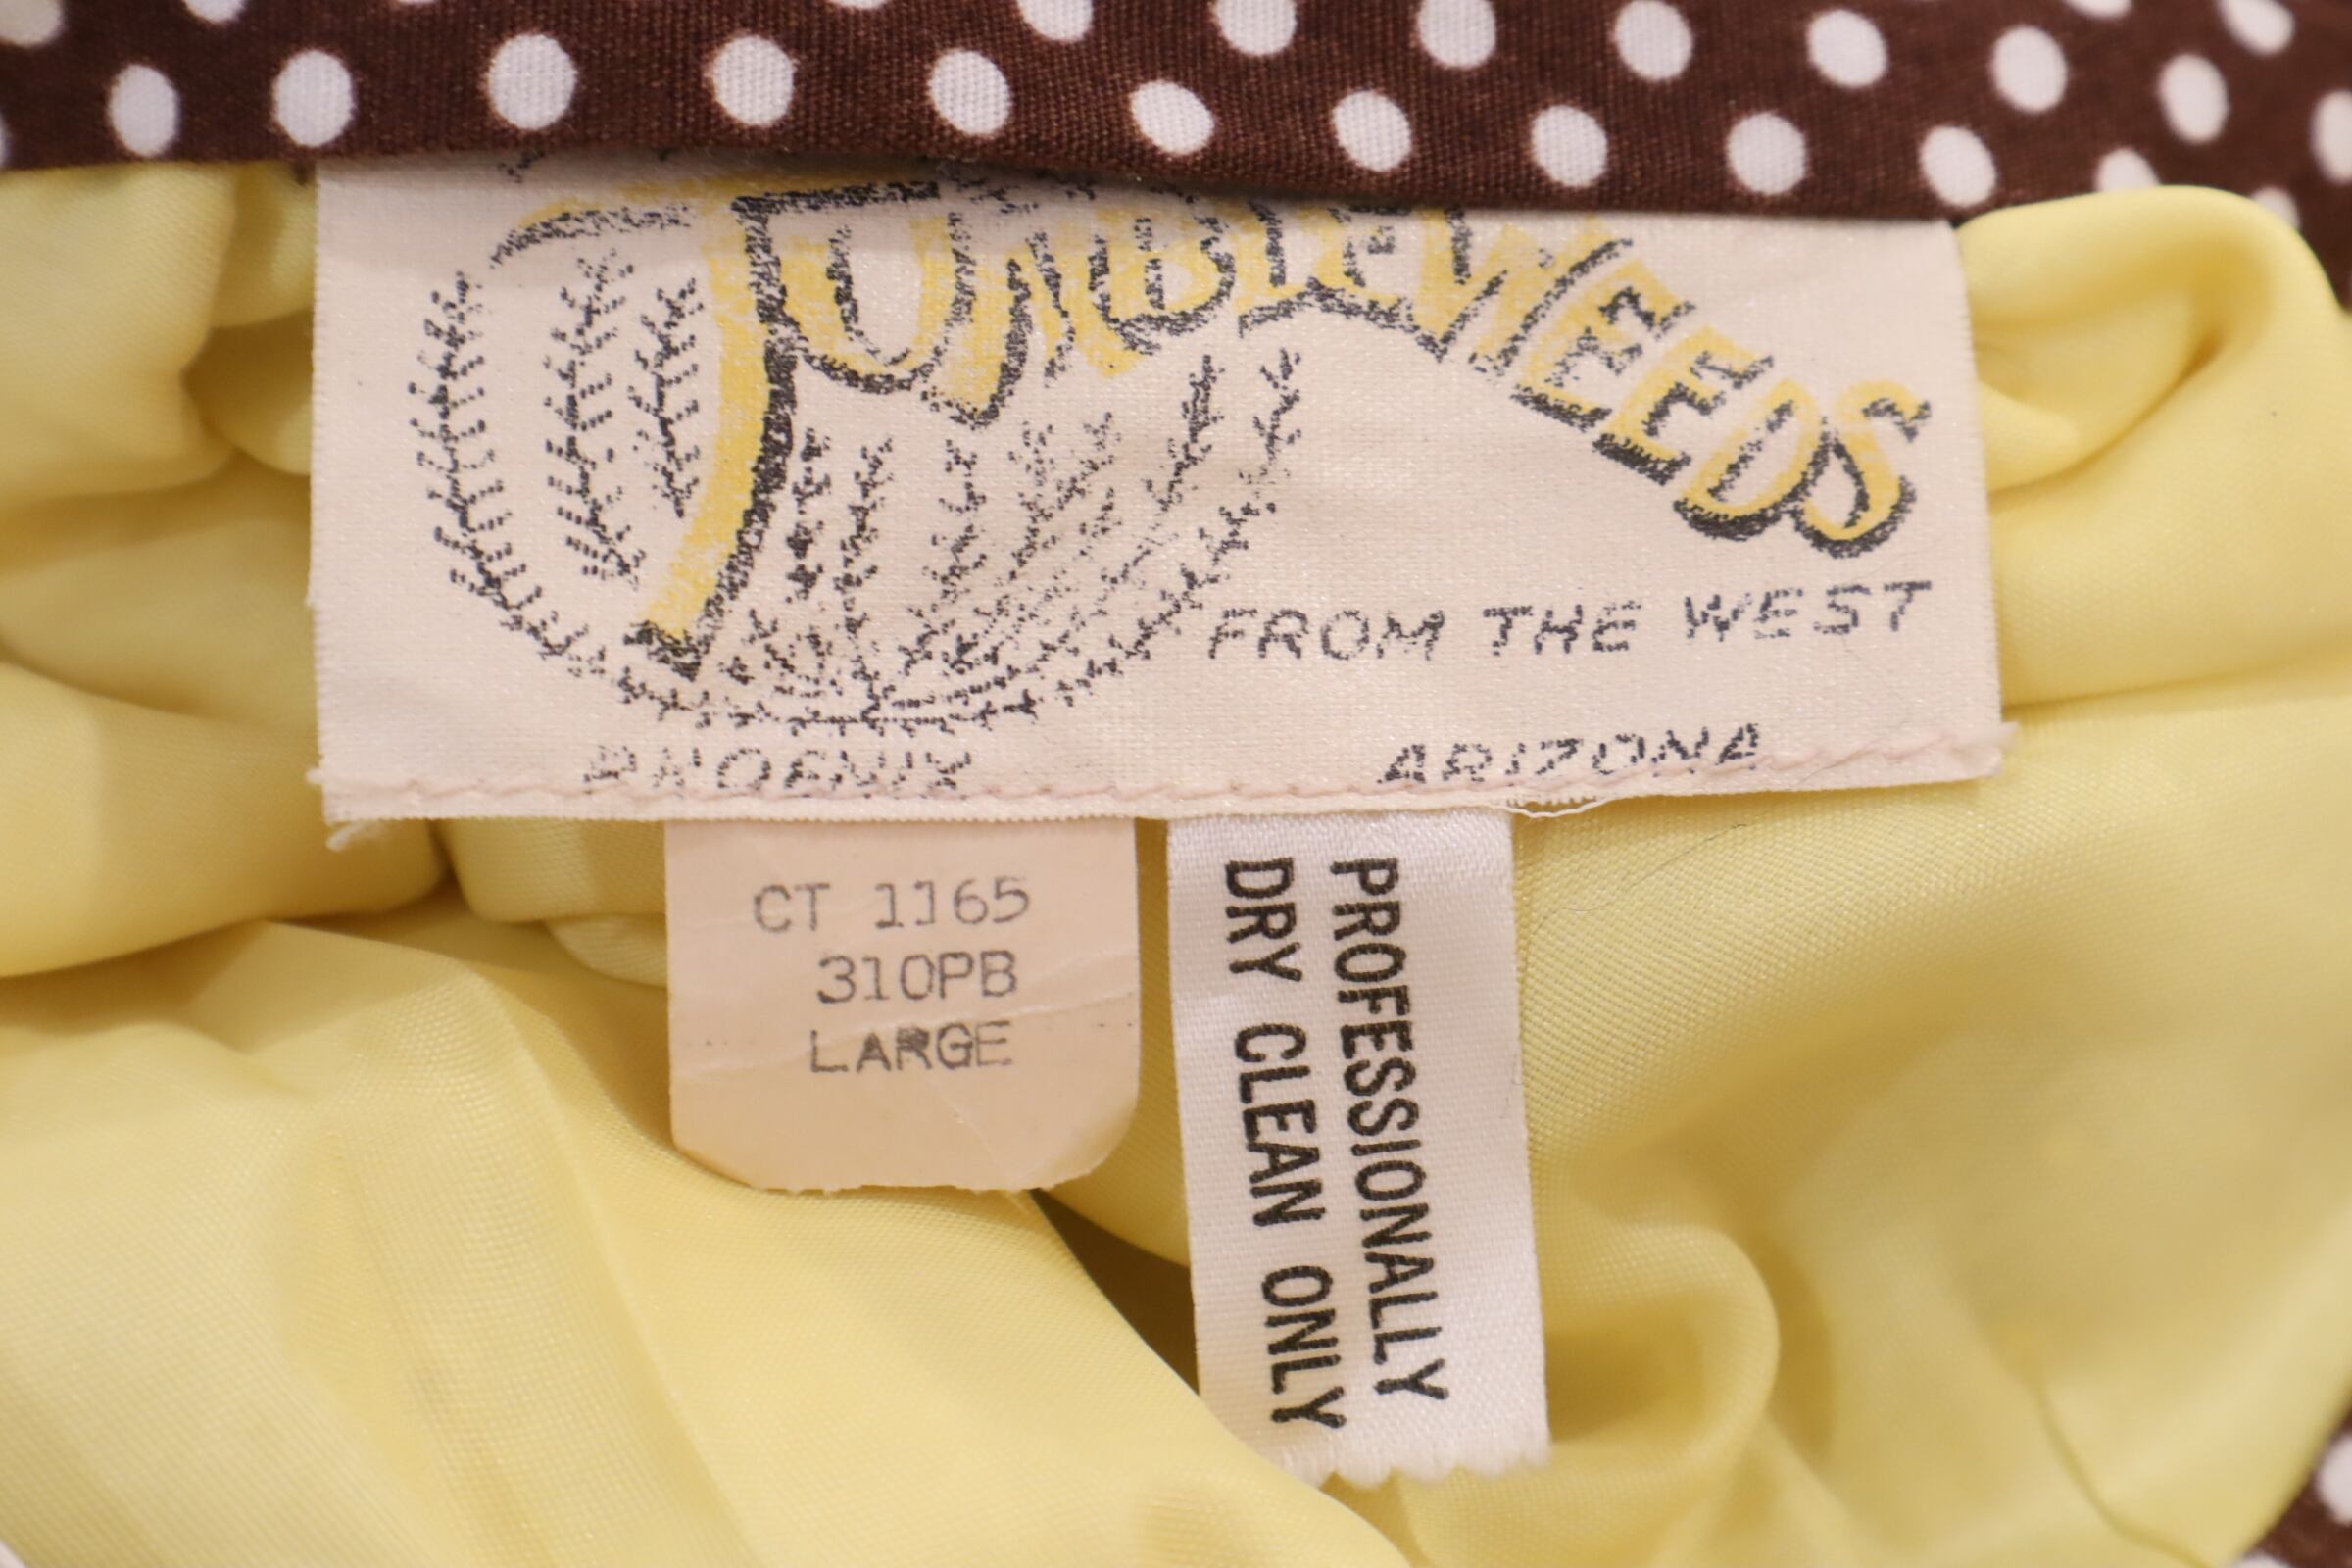 TUMBLEWEEDS
FROM THE WEST
PHOENIX ARIZONA
CT 1165
310PB
LARGE
PROFESSIONALLY
DRY CLEAN ONLY